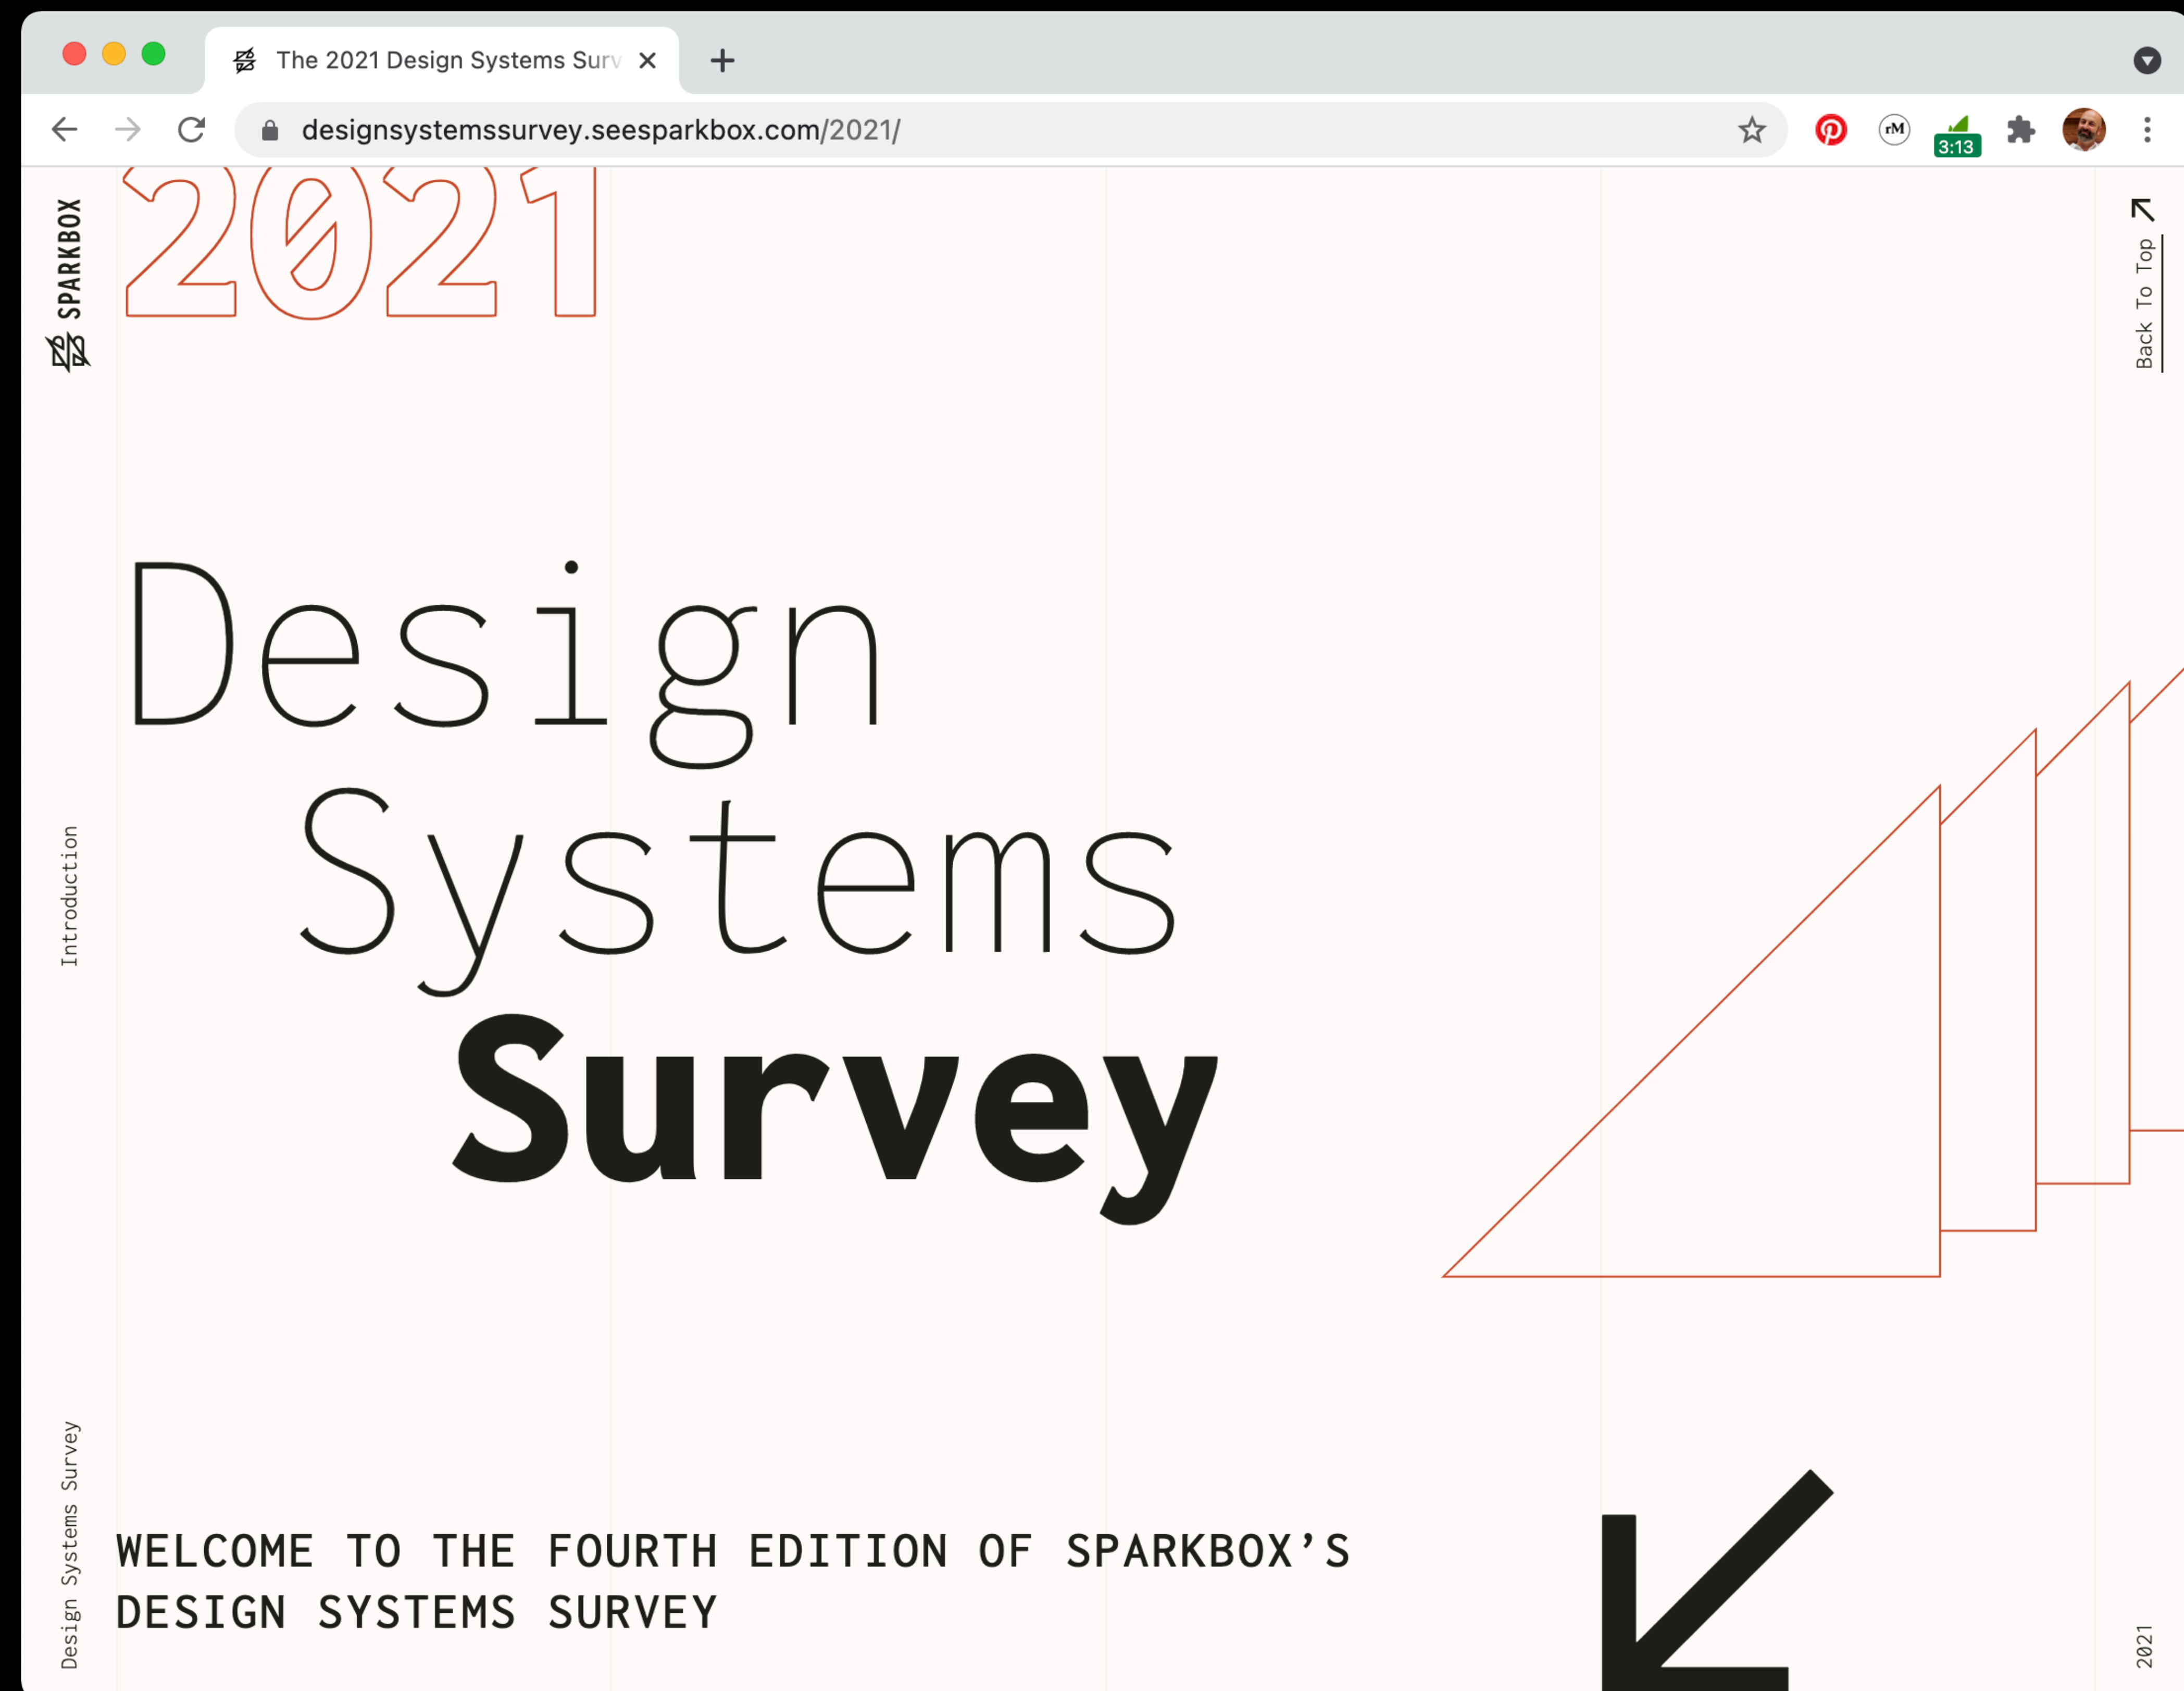 The 2021 Design Systems Surv
designsystemssurvey.seesparkbox.com/2021/
rM
3:13
SPARKBOX
2021
Back To Top
Design
Systems
Survey
Introduction
Design Systems Survey
WELCOME TO THE FOURTH EDITION OF SPARKBOX’S
DESIGN SYSTEMS SURVEY
2021